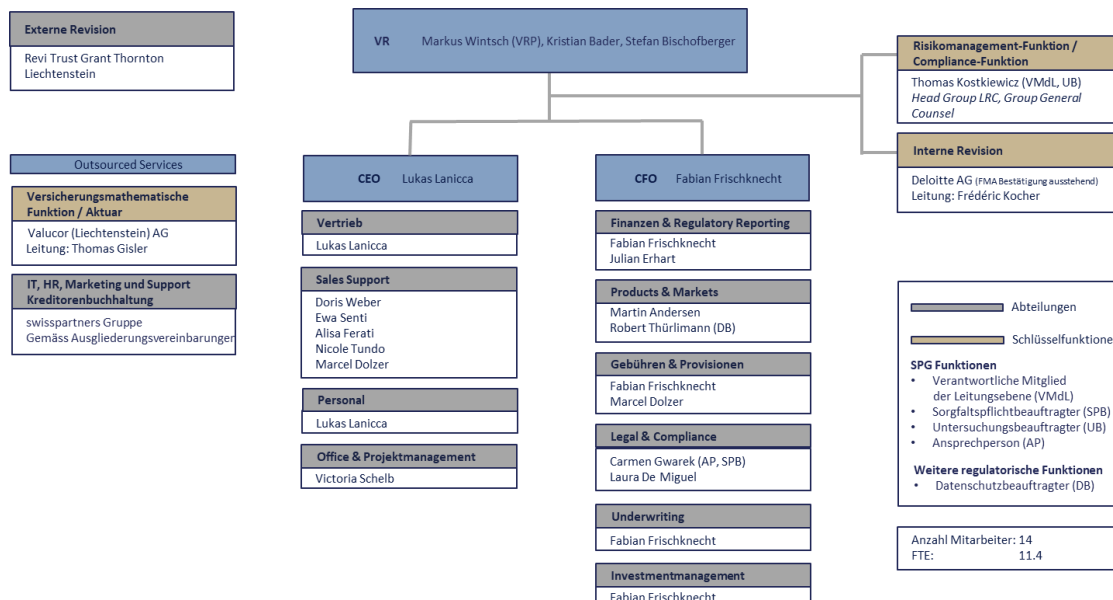 Externe Revision
Revi Trust Grant Thornton
Liechtenstein
VR Markus Wintsch (VRP), Kristian Bader, Stefan Bischofberger
Risikomanagement-Funktion /
Compliance-Funktion
Thomas Kostkiewicz (VMdL, UB)
Head Group LRC, Group General
Counsel
Interne Revision
Deloitte AG (FMA Bestätigung ausstehend)
Leitung: Frédéric Kocher
Outsourced Services
Versicherungsmathematische
Funktion / Aktuar
Valucor (Liechtenstein) AG
Leitung: Thomas Gisler
IT, HR, Marketing und Support
Kreditorenbuchhaltung
swisspartners Gruppe
Gemäss Ausgliederungsvereinbarungen
CEO Lukas Lanicca
Vertrieb
Lukas Lanicca
Sales Support
Doris Weber
Ewa Senti
Alisa Ferati
Nicole Tundo
Marcel Dolzer
Personal
Lukas Lanicca
Office & Projektmanagement
Victoria Schelb
CFO Fabian Frischknecht
Finanzen & Regulatory Reporting
Fabian Frischknecht
Julian Erhart
Products & Markets
Martin Andersen
Robert Thürlimann (DB)
Gebühren & Provisionen
Fabian Frischknecht
Marcel Dolzer
Legal & Compliance
Carmen Gwarek (AP, SPB)
Laura De Miguel
Underwriting
Fabian Frischknecht
Investmentmanagement
Fabian Frischknecht
Abteilungen
Schlüsselfunktione
SPG Funktionen
• Verantwortliche Mitglied
der Leitungsebene (VMdL)
• Sorgfaltspflichtbeauftragter (SPB)
• Untersuchungsbeauftragter (UB)
• Ansprechperson (AP)
Weitere regulatorische Funktionen
• Datenschutzbeauftragter (DB)
Anzahl Mitarbeiter: 14
FTE: 11.4